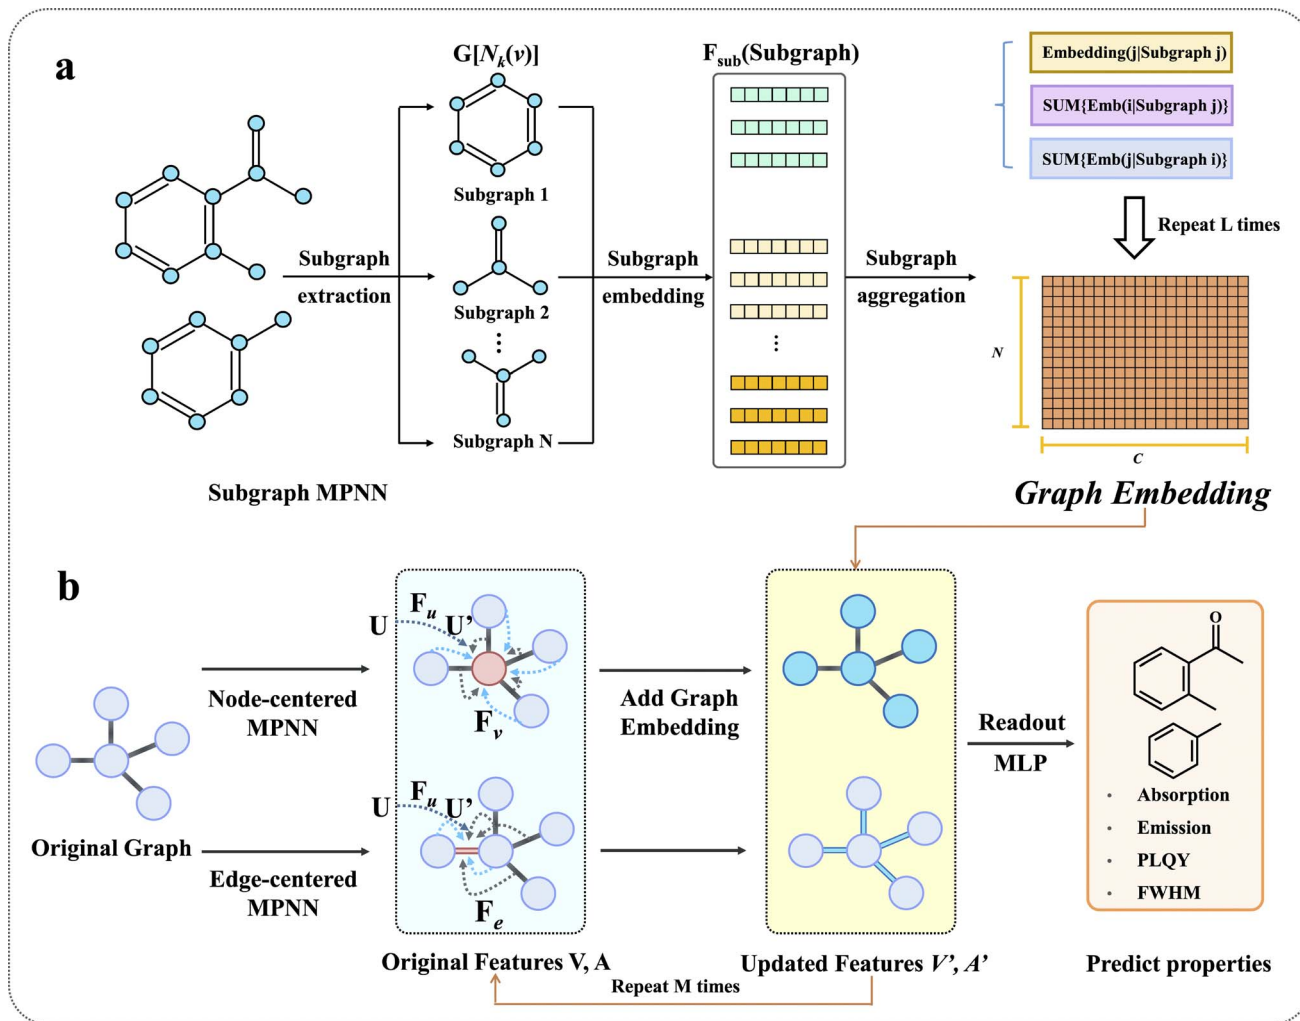 a
G[N_k(v)]
F_sub(Subgraph)
Embedding(j|Subgraph j)
SUM{Emb(i|Subgraph j)}
SUM{Emb(j|Subgraph i)}
Subgraph 1
Repeat L times
Subgraph
extraction
Subgraph 2
Subgraph
embedding
Subgraph
aggregation
⋮
⋮
N
Subgraph N
C
Subgraph MPNN
Graph Embedding
b
U
F_u
U’
Node-centered
MPNN
F_v
Add Graph
Embedding
O
Readout
MLP
Original Graph
U
F_u
U’
Edge-centered
MPNN
F_e
• Absorption
• Emission
• PLQY
• FWHM
Original Features V, A
Updated Features V’, A’
Predict properties
Repeat M times